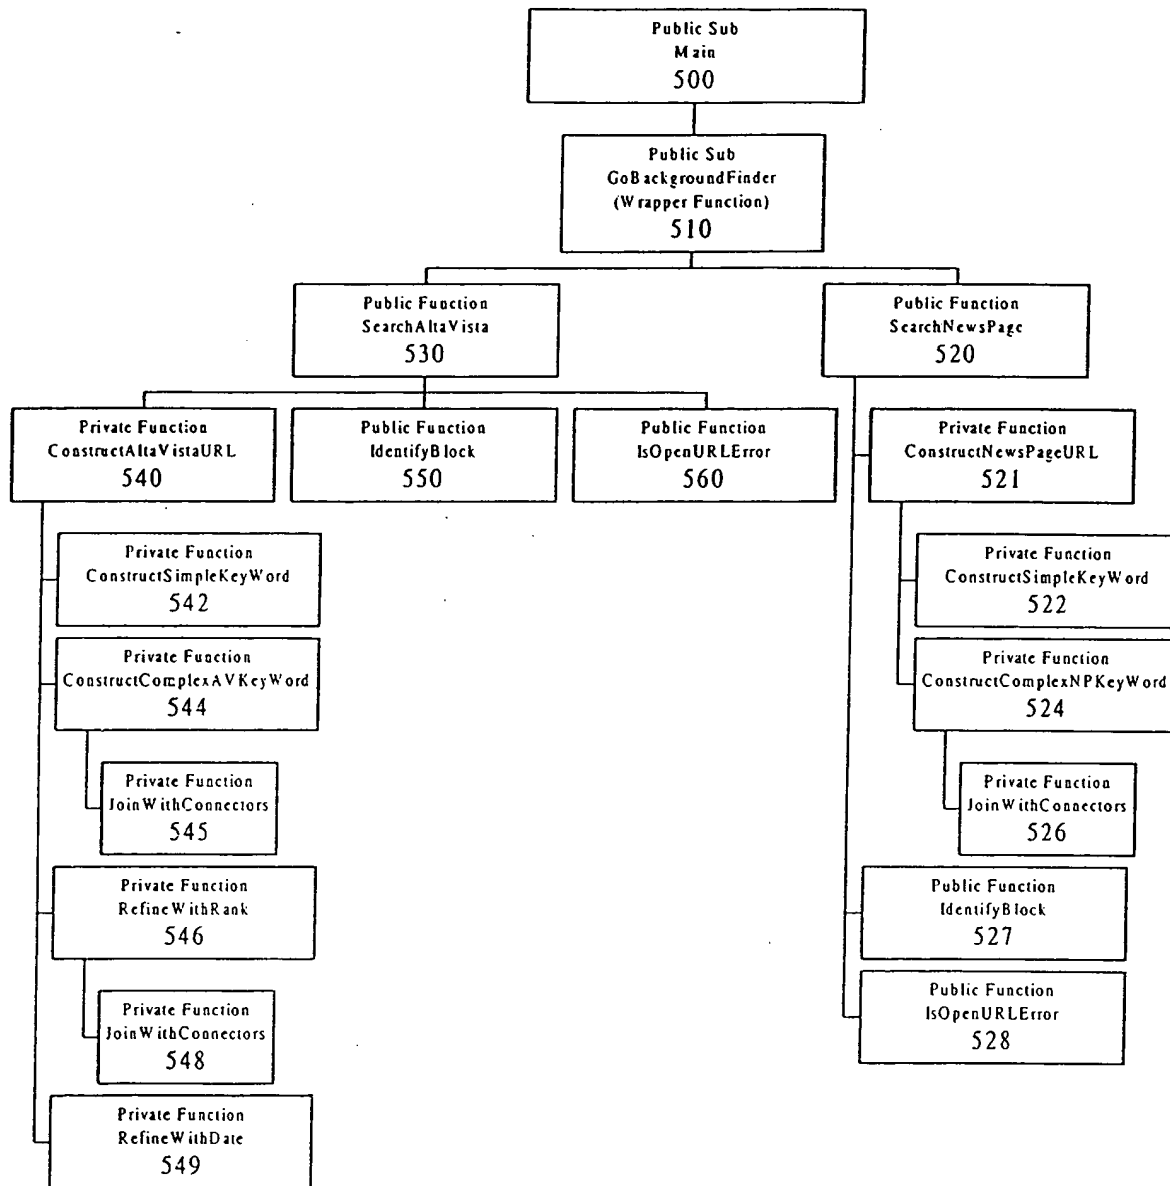 Public Sub
Main
500
Public Sub
GoBackgroundFinder
(Wrapper Function)
510
Public Function
SearchAltaVista
530
Public Function
SearchNewsPage
520
Private Function
ConstructAltaVistaURL
540
Public Function
IdentifyBlock
550
Public Function
IsOpenURLError
560
Private Function
ConstructNewsPageURL
521
Private Function
ConstructSimpleKeyWord
542
Private Function
ConstructSimpleKeyWord
522
Private Function
ConstructComplexAVKeyWord
544
Private Function
ConstructComplexNPKeyWord
524
Private Function
JoinWithConnectors
545
Private Function
JoinWithConnectors
526
Private Function
RefineWithRank
546
Public Function
IdentifyBlock
527
Private Function
JoinWithConnectors
548
Public Function
IsOpenURLError
528
Private Function
RefineWithDate
549